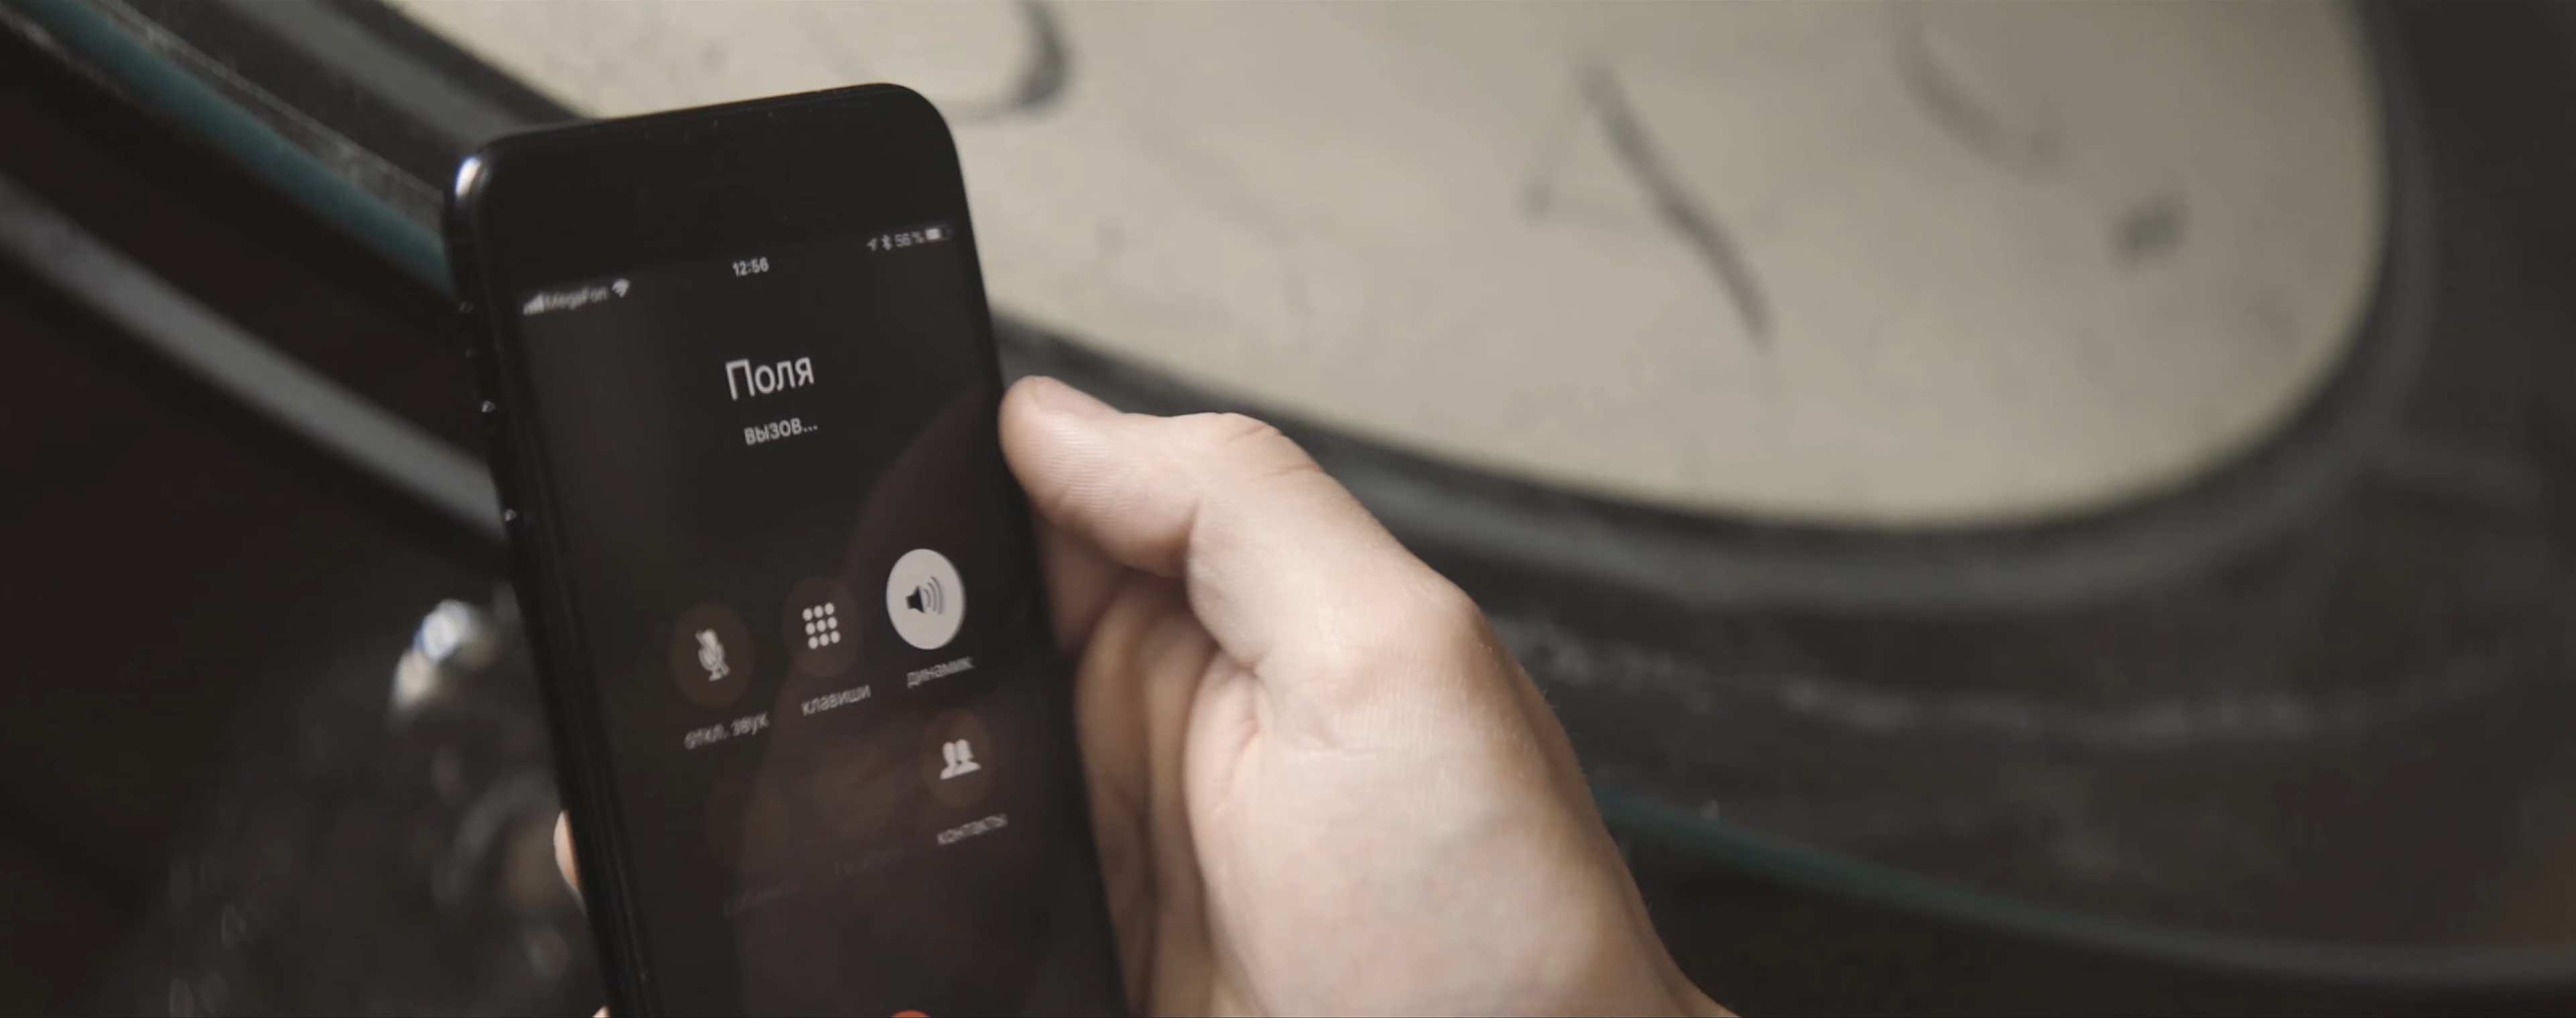 12:56
56 %
MegaFon
Поля
вызов...
откл. звук
клавиши
динамик
контакты